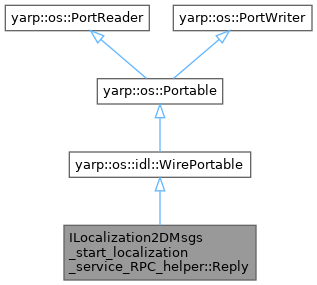 yarp::os::PortReader
yarp::os::PortWriter
yarp::os::Portable
yarp::os::idl::WirePortable
ILocalization2DMsgs
_start_localization
_service_RPC_helper::Reply